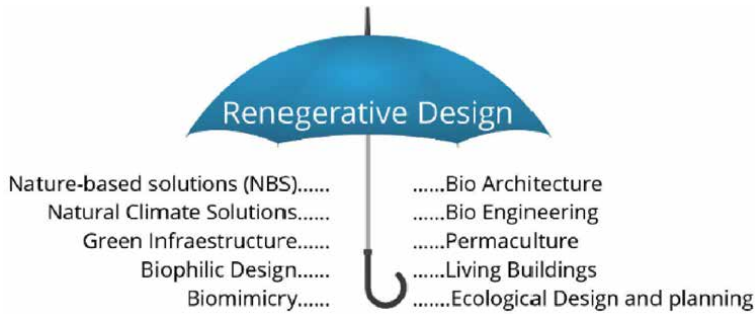 Renegerative Design
Nature-based solutions (NBS)......
Natural Climate Solutions......
Green Infraestructure......
Biophilic Design......
Biomimicry......
......Bio Architecture
......Bio Engineering
......Permaculture
......Living Buildings
.......Ecological Design and planning